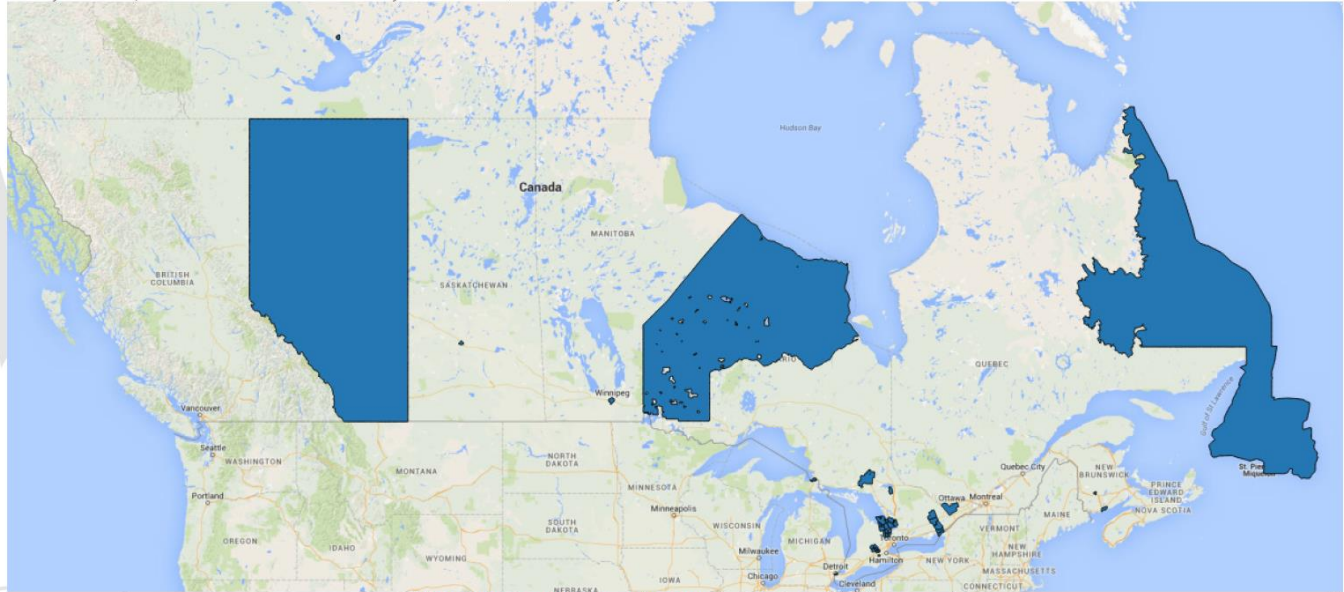 Hudson Bay
Canada
MANITOBA
BRITISH
COLUMBIA
SASKATCHEWAN
QUEBEC
Winnipeg
Gulf of St Lawrence
Vancouver
Seattle
WASHINGTON
MONTANA
NORTH
DAKOTA
Quebec City
NEW
BRUNSWICK
St. Pie
Miquel
PRINCE
EDWARD
ISLAND
NOVA SCOTIA
Portland
MINNESOTA
Minneapolis
Ottawa
Montreal
MAINE
SOUTH
DAKOTA
WISCONSIN
MICHIGAN
Toronto
VERMONT
OREGON
IDAHO
WYOMING
Milwaukee
Hamilton
NEW YORK
NEW
HAMPSHIRE
MASSACHUSETTS
Detroit
Chicago
IOWA
Cleveland
CONNECTICUT
NEBRASKA